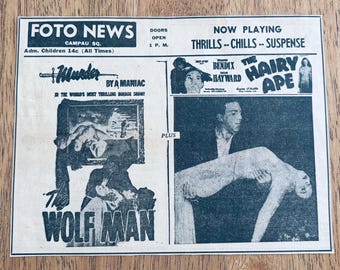 FOTO NEWS
CAMPAU SQ.
Adm. Children 14c (All Times)
DOORS
OPEN
1 P. M.
NOW PLAYING
THRILLS -- CHILLS -- SUSPENSE
Murder
BY A MANIAC
IN THE WORLD'S MOST THRILLING HORROR SHOW!
The
WOLF MAN
PLUS
BENDIX
Susan
HAYWARD
THE
HAIRY
APE